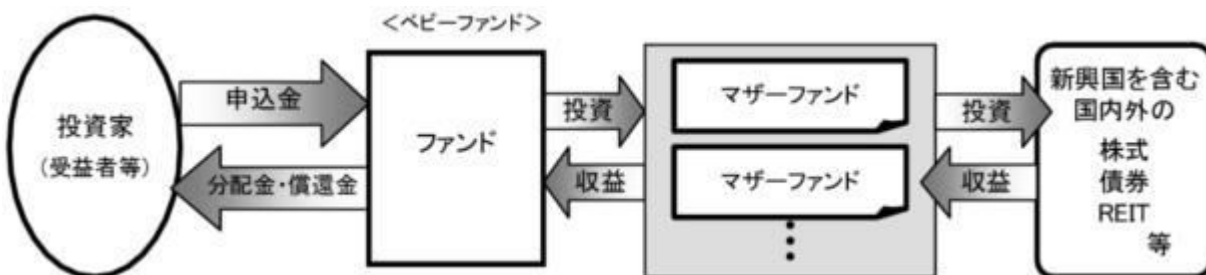 <ベビーファンド>
投資家
(受益者等)
申込金
分配金・償還金
ファンド
投資
収益
マザーファンド
マザーファンド
投資
収益
新興国を含む
国内外の
株式
債券
REIT
等